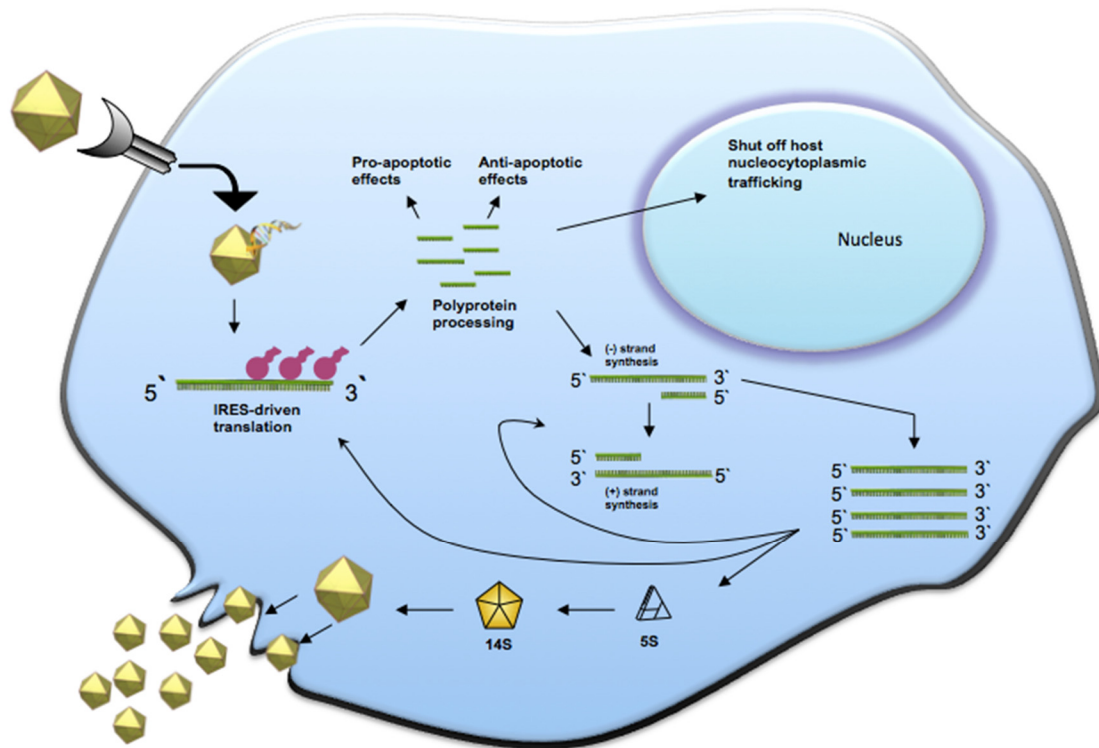 Pro-apoptotic
effects
Anti-apoptotic
effects
Shut off host
nucleocytoplasmic
trafficking
Nucleus
Polyprotein
processing
(-) strand
synthesis
5` 3`
5`
5` 3`
IRES-driven
translation
5`
3` 5`
(+) strand
synthesis
5` 3`
5` 3`
5` 3`
5` 3`
14S
5S